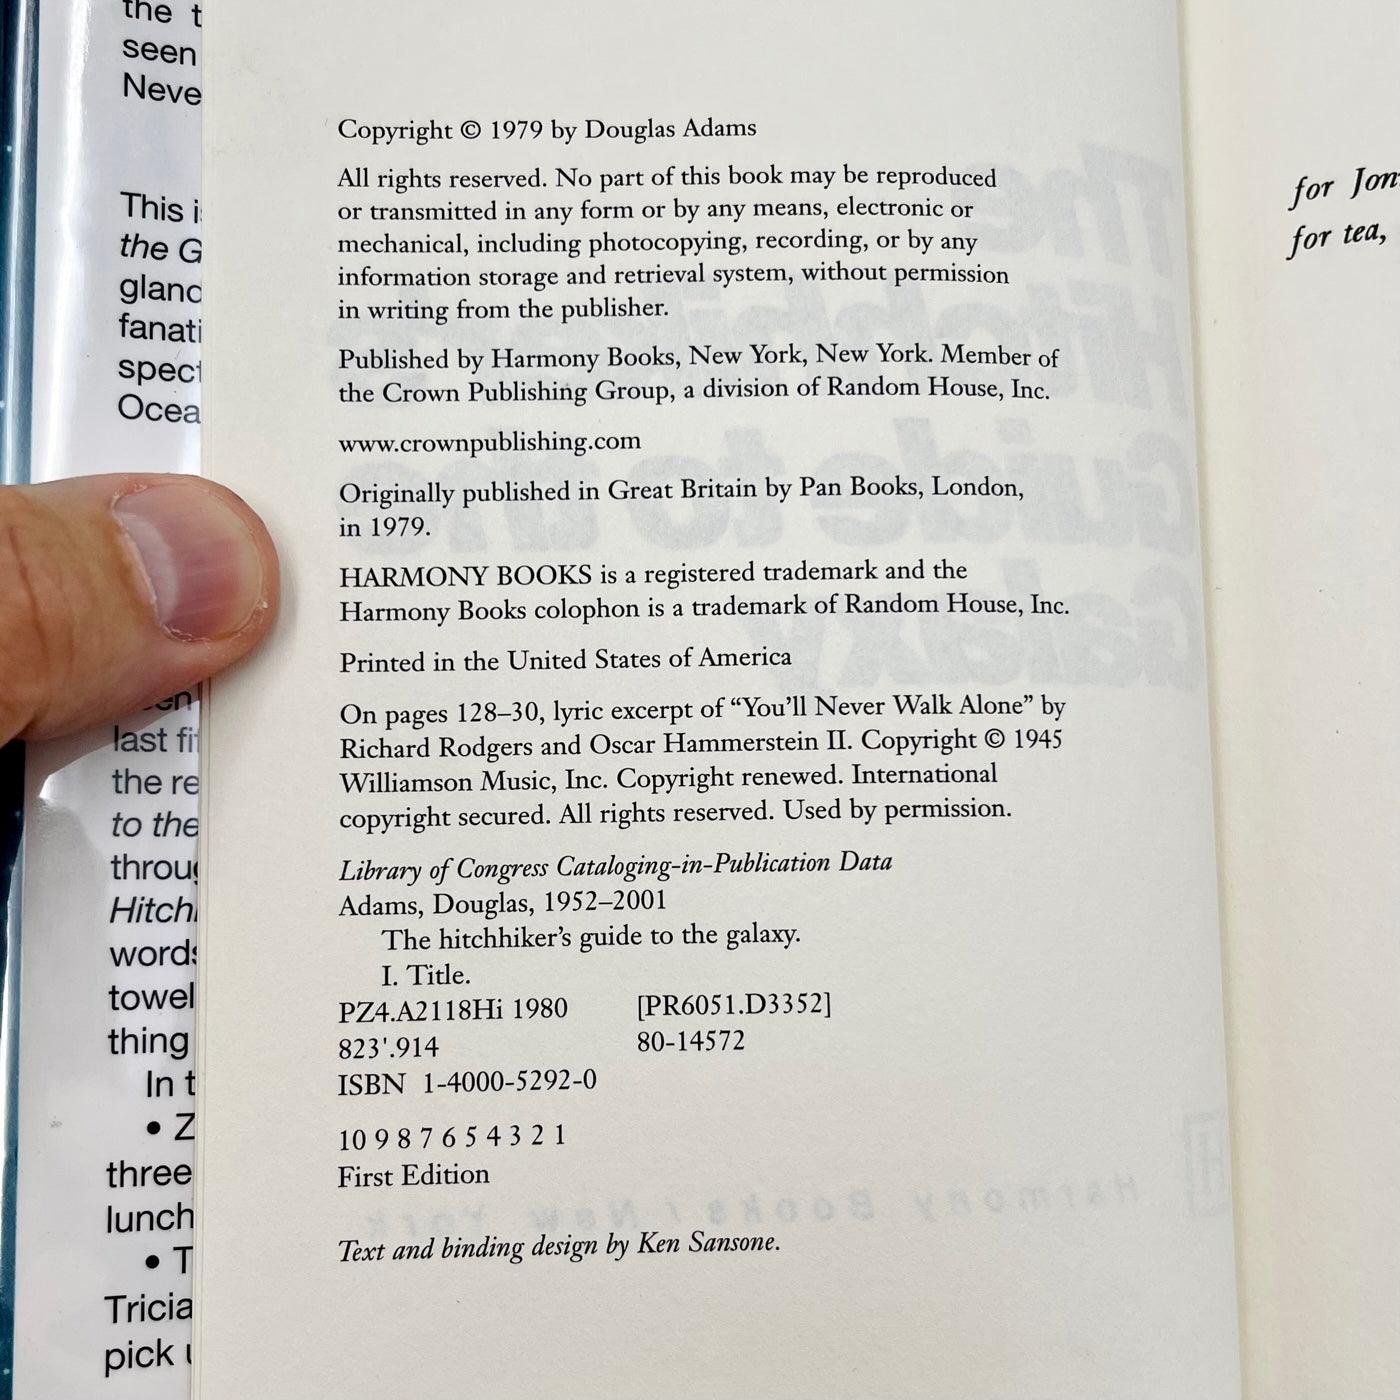 the t
seen
Neve
This i
the G
gland
fanati
spect
Ocea
last fi
the re
to the
throug
Hitchh
words
towel
thing
In t
• Z
three
lunch
• T
Tricia
pick u
Copyright © 1979 by Douglas Adams
All rights reserved. No part of this book may be reproduced
or transmitted in any form or by any means, electronic or
mechanical, including photocopying, recording, or by any
information storage and retrieval system, without permission
in writing from the publisher.
Published by Harmony Books, New York, New York. Member of
the Crown Publishing Group, a division of Random House, Inc.
www.crownpublishing.com
Originally published in Great Britain by Pan Books, London,
in 1979.
HARMONY BOOKS is a registered trademark and the
Harmony Books colophon is a trademark of Random House, Inc.
Printed in the United States of America
On pages 128–30, lyric excerpt of “You’ll Never Walk Alone” by
Richard Rodgers and Oscar Hammerstein II. Copyright © 1945
Williamson Music, Inc. Copyright renewed. International
copyright secured. All rights reserved. Used by permission.
Library of Congress Cataloging-in-Publication Data
Adams, Douglas, 1952–2001
The hitchhiker’s guide to the galaxy.
I. Title.
PZ4.A2118Hi 1980 [PR6051.D3352]
823'.914 80-14572
ISBN 1-4000-5292-0
10 9 8 7 6 5 4 3 2 1
First Edition
Text and binding design by Ken Sansone.
for Jon
for tea,